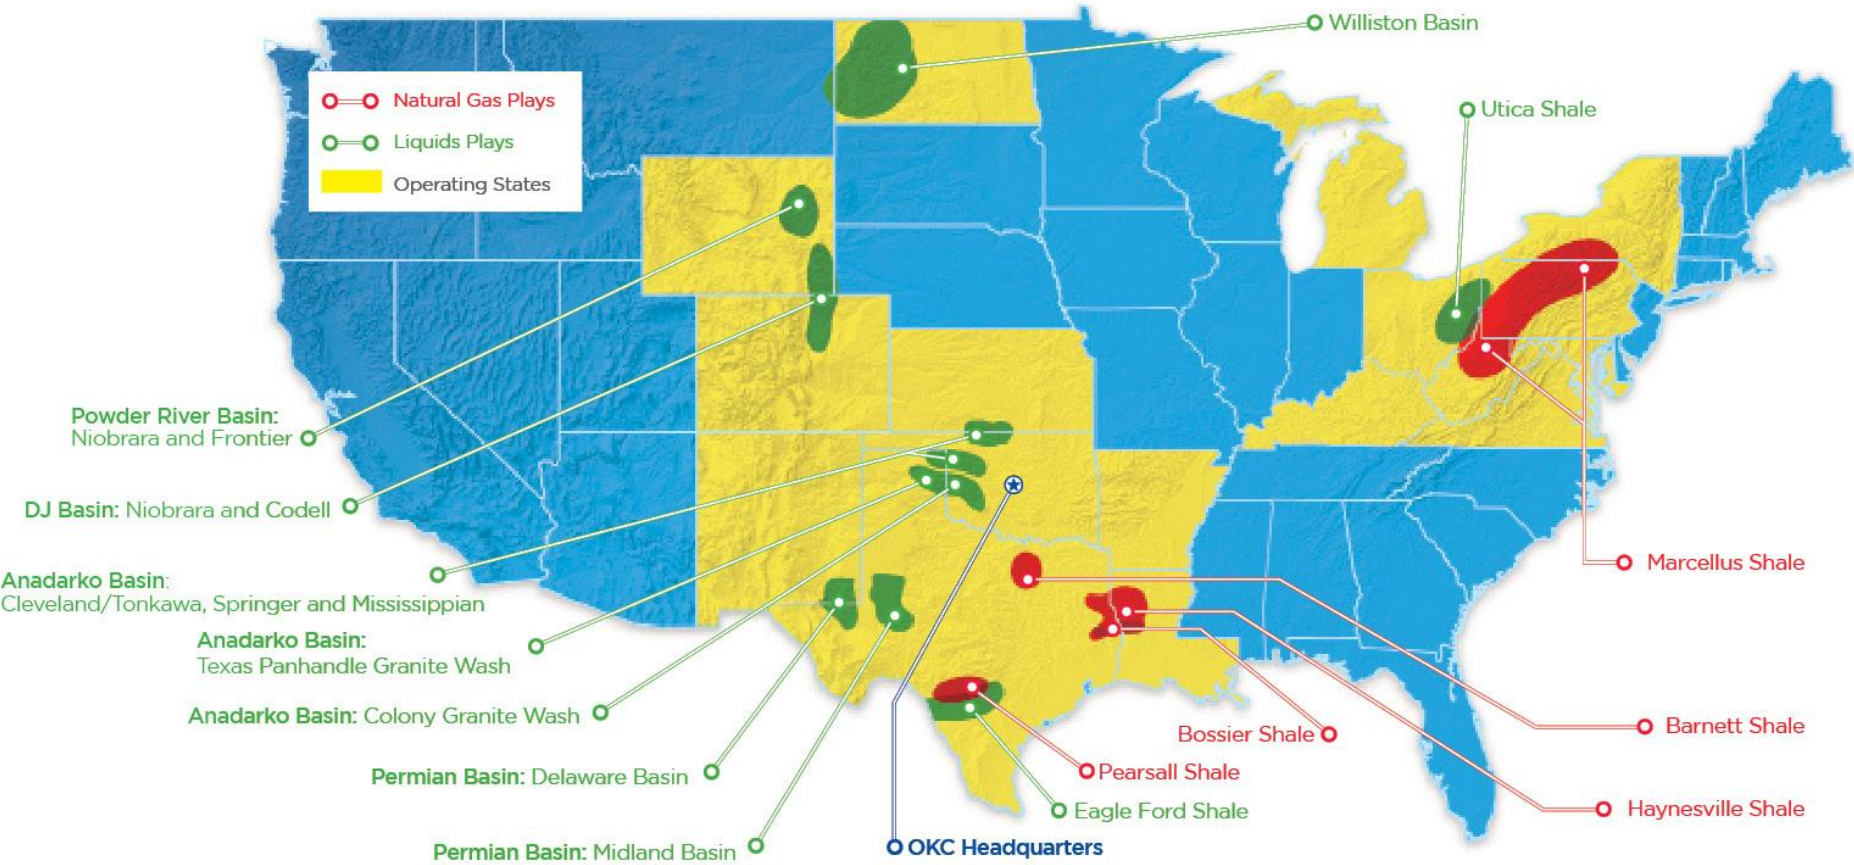 Williston Basin
Natural Gas Plays
Liquids Plays
Operating States
Utica Shale
Powder River Basin:
Niobrara and Frontier
DJ Basin: Niobrara and Codell
Anadarko Basin:
Cleveland/Tonkawa, Springer and Mississippian
Anadarko Basin:
Texas Panhandle Granite Wash
Anadarko Basin: Colony Granite Wash
Permian Basin: Delaware Basin
Permian Basin: Midland Basin
OKC Headquarters
Eagle Ford Shale
Pearsall Shale
Bossier Shale
Marcellus Shale
Barnett Shale
Haynesville Shale